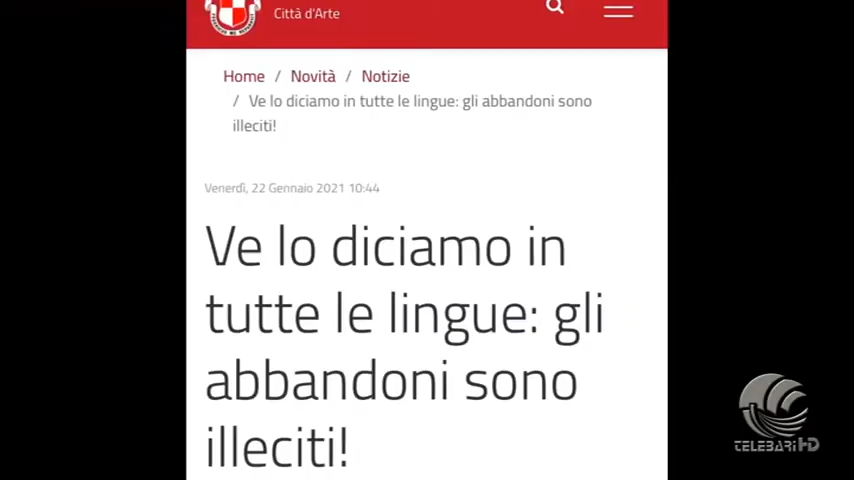 Città d'Arte
Home / Novità / Notizie
/ Ve lo diciamo in tutte le lingue: gli abbandoni sono
illeciti!
Venerdì, 22 Gennaio 2021 10:44
Ve lo diciamo in
tutte le lingue: gli
abbandoni sono
illeciti!
TELEBARI HD